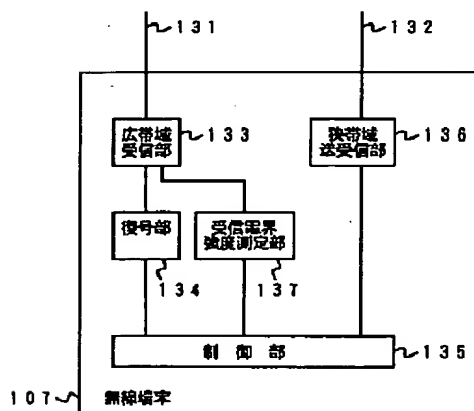 131
132
広帯域
受信部
133
狭帯域
送受信部
136
復号部
134
受信電界
強度測定部
137
制御部
135
107
無線端末